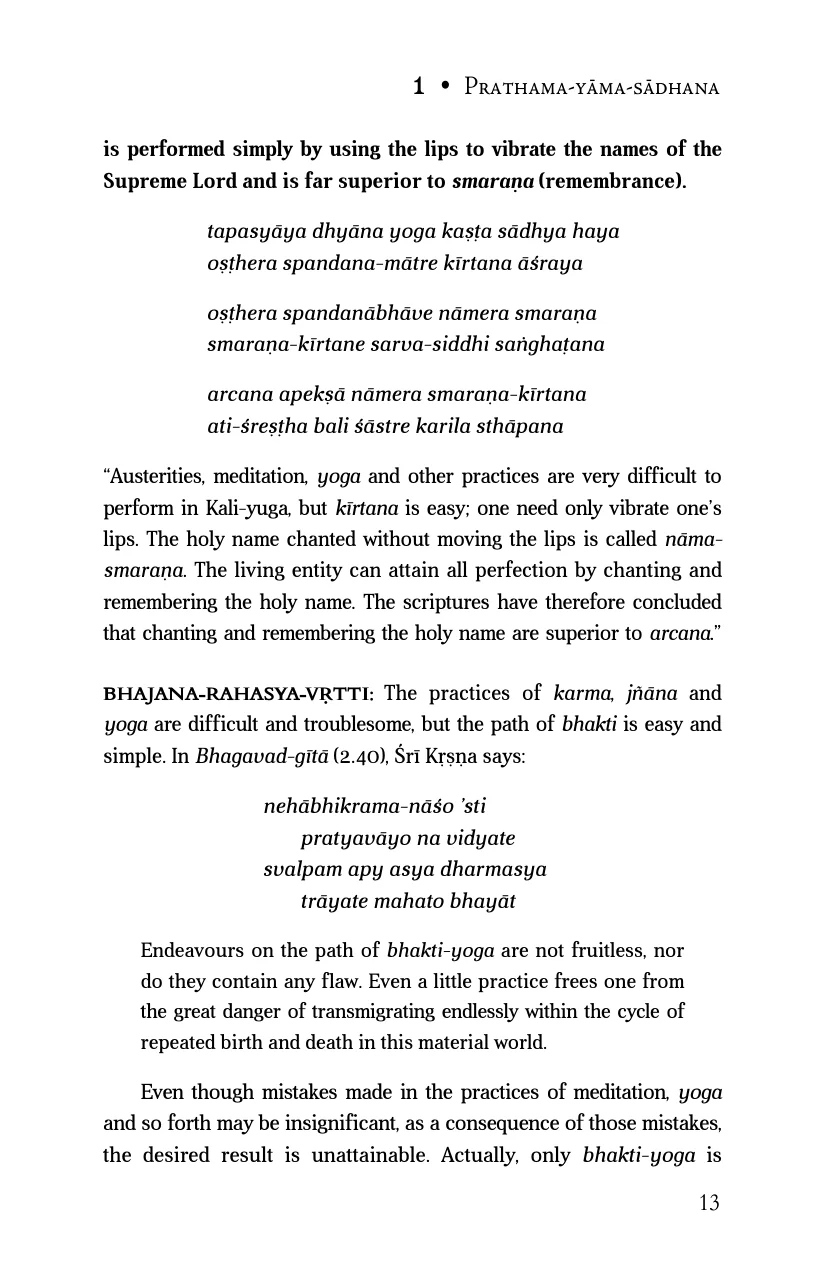 1 • Prathama-yāma-sādhana
is performed simply by using the lips to vibrate the names of the
Supreme Lord and is far superior to smaraṇa (remembrance).
tapasyāya dhyāna yoga kaṣṭa sādhya haya
oṣṭhera spandana-mātre kīrtana āśraya
oṣṭhera spandanābhāve nāmera smaraṇa
smaraṇa-kīrtane sarva-siddhi saṅghaṭana
arcana apekṣā nāmera smaraṇa-kīrtana
ati-śreṣṭha bali śāstre karila sthāpana
“Austerities, meditation, yoga and other practices are very difficult to
perform in Kali-yuga, but kīrtana is easy; one need only vibrate one’s
lips. The holy name chanted without moving the lips is called nāma-
smaraṇa. The living entity can attain all perfection by chanting and
remembering the holy name. The scriptures have therefore concluded
that chanting and remembering the holy name are superior to arcana.”
BHAJANA-RAHASYA-VṚTTI: The practices of karma, jñāna and
yoga are difficult and troublesome, but the path of bhakti is easy and
simple. In Bhagavad-gītā (2.40), Śrī Kṛṣṇa says:
nehābhikrama-nāśo ’sti
pratyavāyo na vidyate
svalpam apy asya dharmasya
trāyate mahato bhayāt
Endeavours on the path of bhakti-yoga are not fruitless, nor
do they contain any flaw. Even a little practice frees one from
the great danger of transmigrating endlessly within the cycle of
repeated birth and death in this material world.
Even though mistakes made in the practices of meditation, yoga
and so forth may be insignificant, as a consequence of those mistakes,
the desired result is unattainable. Actually, only bhakti-yoga is
13